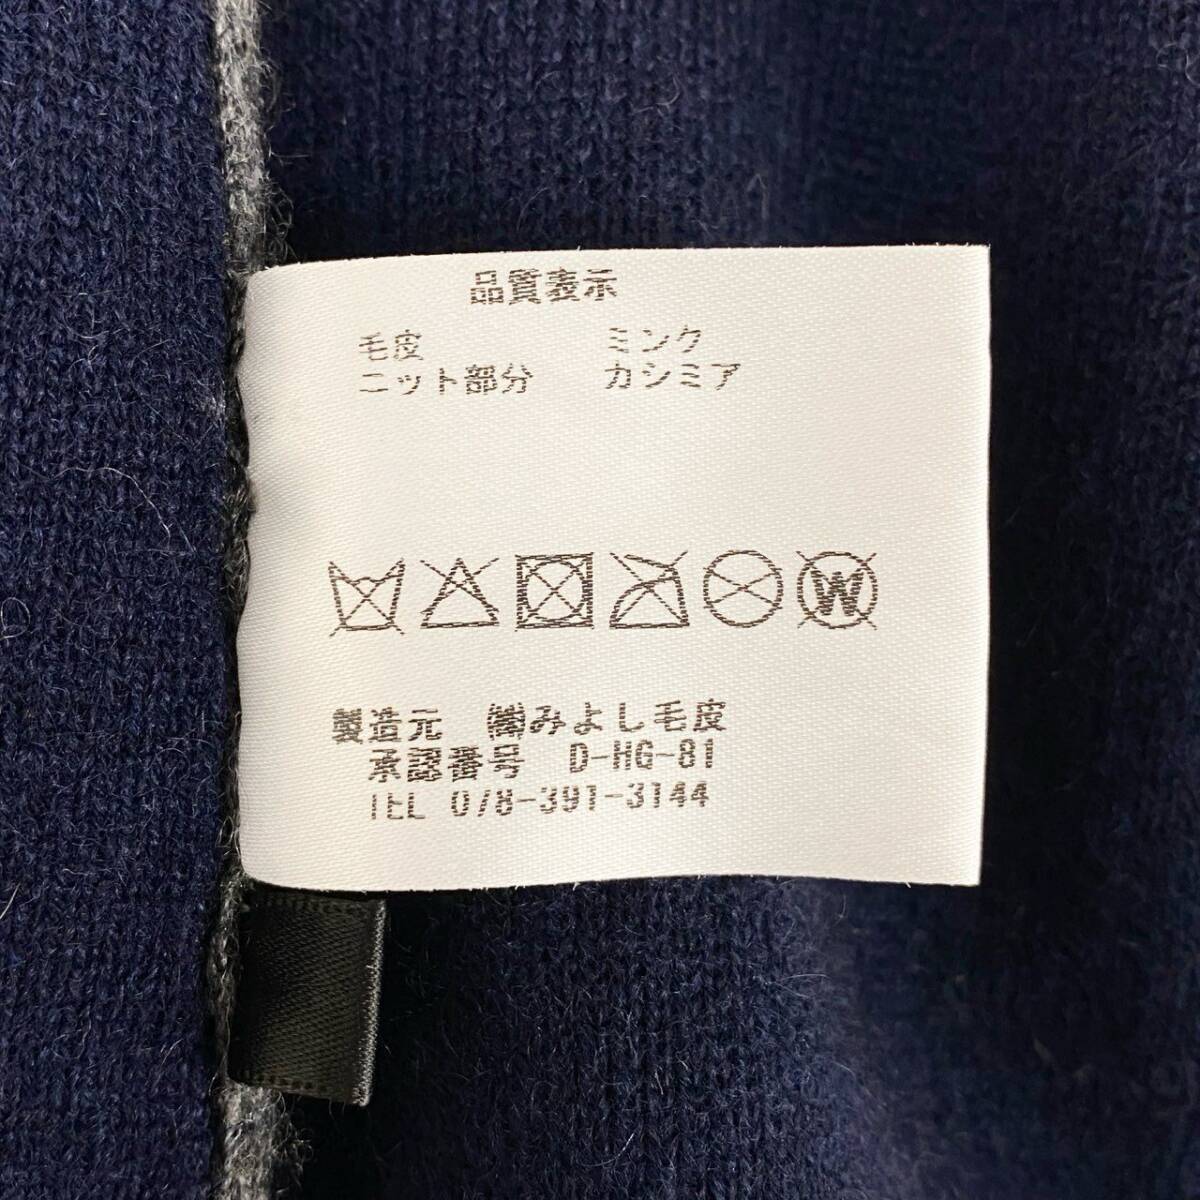 品質表示
毛皮 ミンク
ニット部分 カシミア
W
製造元 ㈱みよし毛皮
承認番号 D-HG-81
TEL 078-391-3144